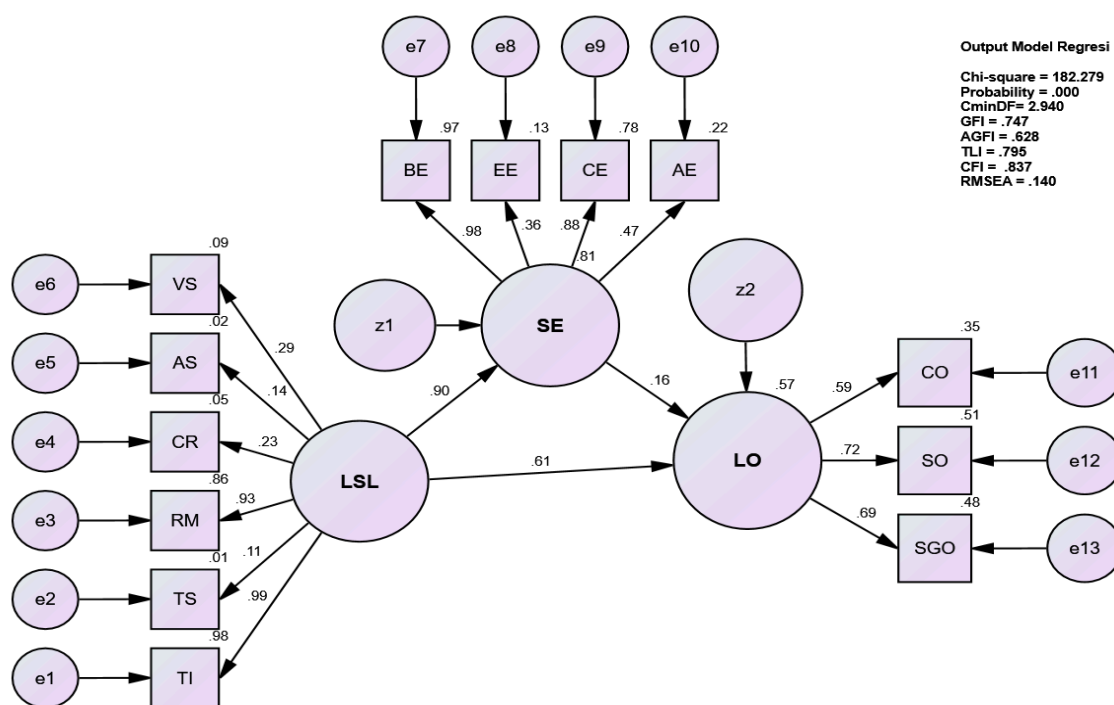 e7
e8
e9
e10
Output Model Regresi
Chi-square = 182.279
Probability = .000
CminDF= 2.940
GFI = .747
AGFI = .628
TLI = .795
CFI = .837
RMSEA = .140
.97
.13
.78
.22
BE
EE
CE
AE
.98
.36
.88
.47
.81
.09
e6
VS
z1
SE
z2
.02
e5
AS
.29
.14
.35
.59
CO
e11
.90
.16
.57
.05
e4
CR
.23
.51
LSL
.61
LO
.72
SO
e12
.86
.93
e3
RM
.48
.69
SGO
e13
.01
.11
e2
TS
.99
.98
e1
TI